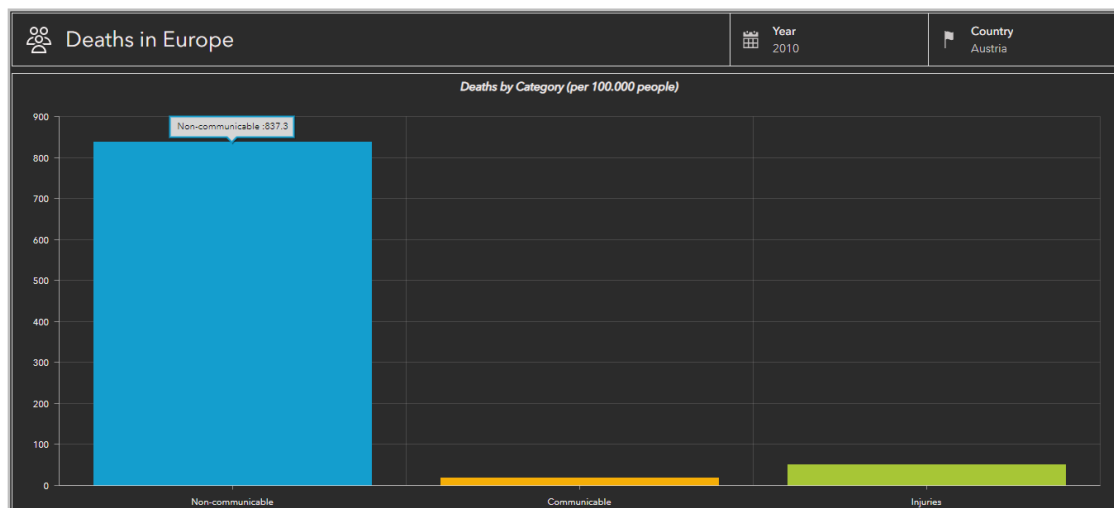 Deaths in Europe
Year
2010
Country
Austria
Deaths by Category (per 100.000 people)
900
Non-communicable :837.3
800
700
600
500
400
300
200
100
0
Non-communicable Communicable Injuries